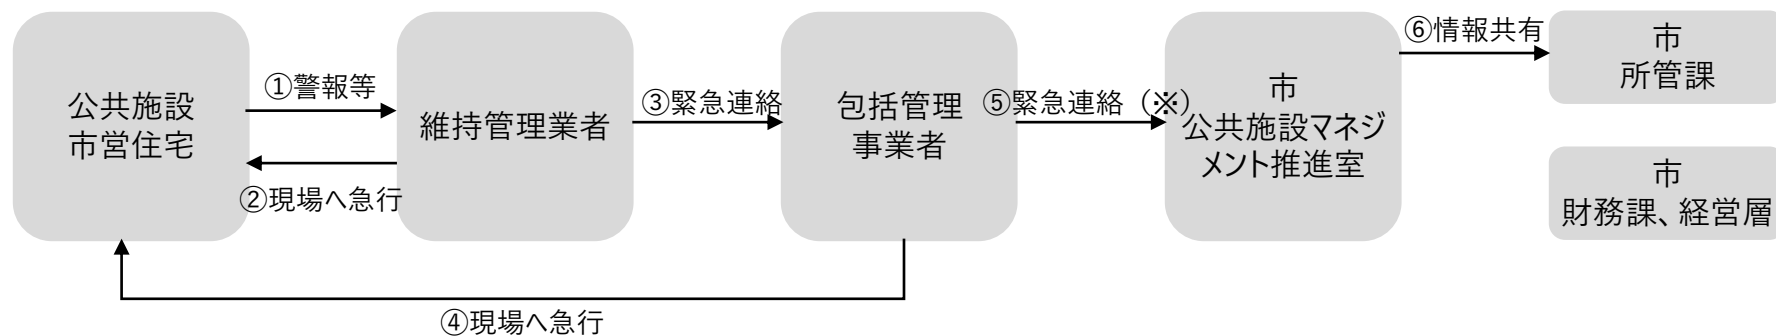 公共施設
市営住宅
①警報等
②現場へ急行
維持管理業者
③緊急連絡
包括管理
事業者
④現場へ急行
⑤緊急連絡（※）
市
公共施設マネジ
メント推進室
⑥情報共有
市
所管課
市
財務課、経営層